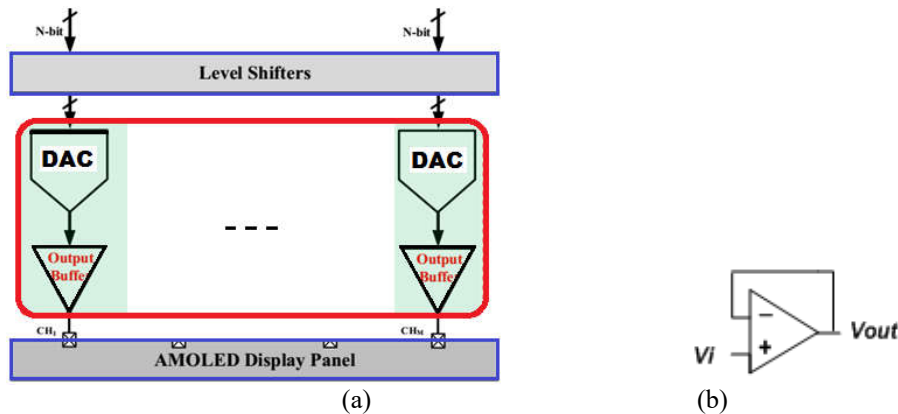 N-bit N-bit
Level Shifters
DAC DAC
- - -
Output Buffer Output Buffer
CH1 CHM
AMOLED Display Panel
Vi Vout
− +
(a) (b)